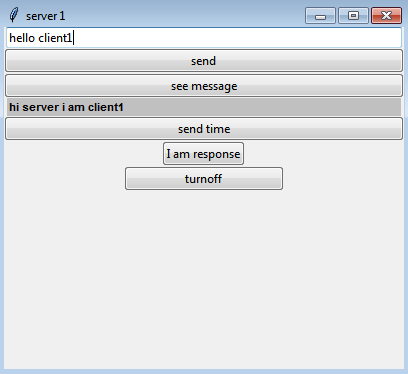 server 1
hello client1
send
see message
hi server i am client1
send time
I am response
turnoff